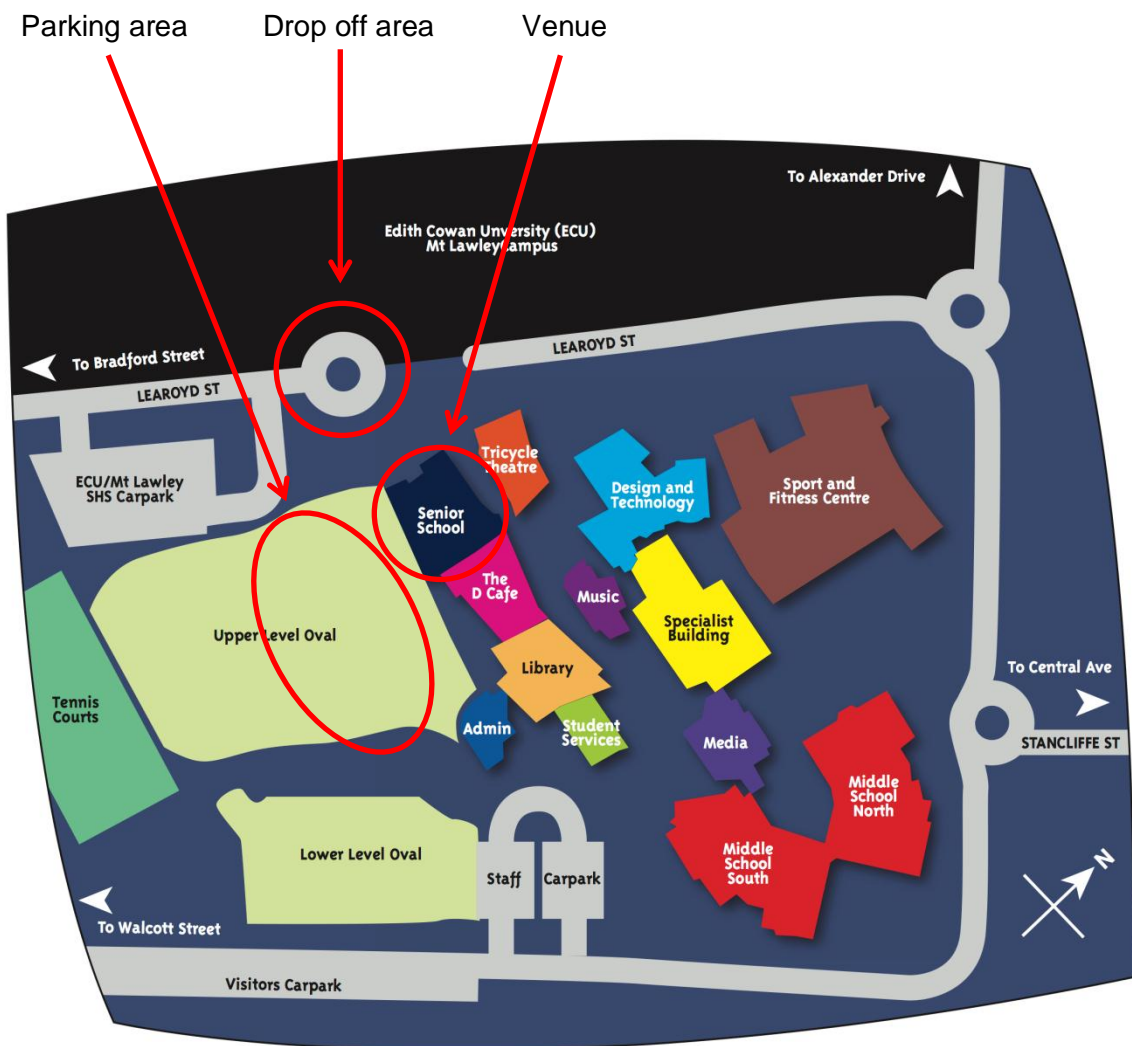 Parking area
Drop off area
Venue
To Alexander Drive
Edith Cowan Unversity (ECU)
Mt LawleyCampus
To Bradford Street
LEAROYD ST
LEAROYD ST
ECU/Mt Lawley
SHS Carpark
Tricycle
Theatre
Senior
School
Design and
Technology
Sport and
Fitness Centre
The
D Cafe
Music
Upper Level Oval
Specialist
Building
Library
To Central Ave
Tennis
Courts
Admin
Student
Services
Media
STANCLIFFE ST
Middle
School
North
Lower Level Oval
Middle
School
South
Staff
Carpark
N
To Walcott Street
Visitors Carpark